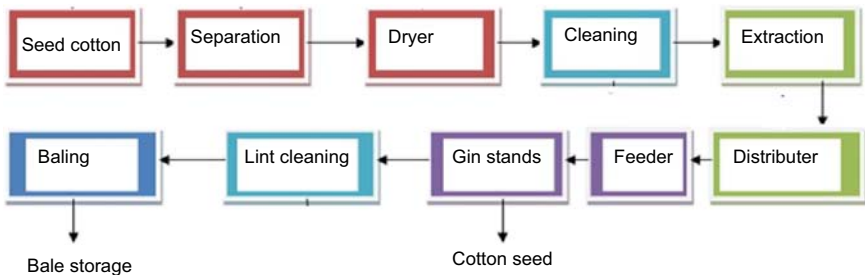 Seed cotton
Separation
Dryer
Cleaning
Extraction
Distributer
Feeder
Gin stands
Lint cleaning
Baling
Cotton seed
Bale storage